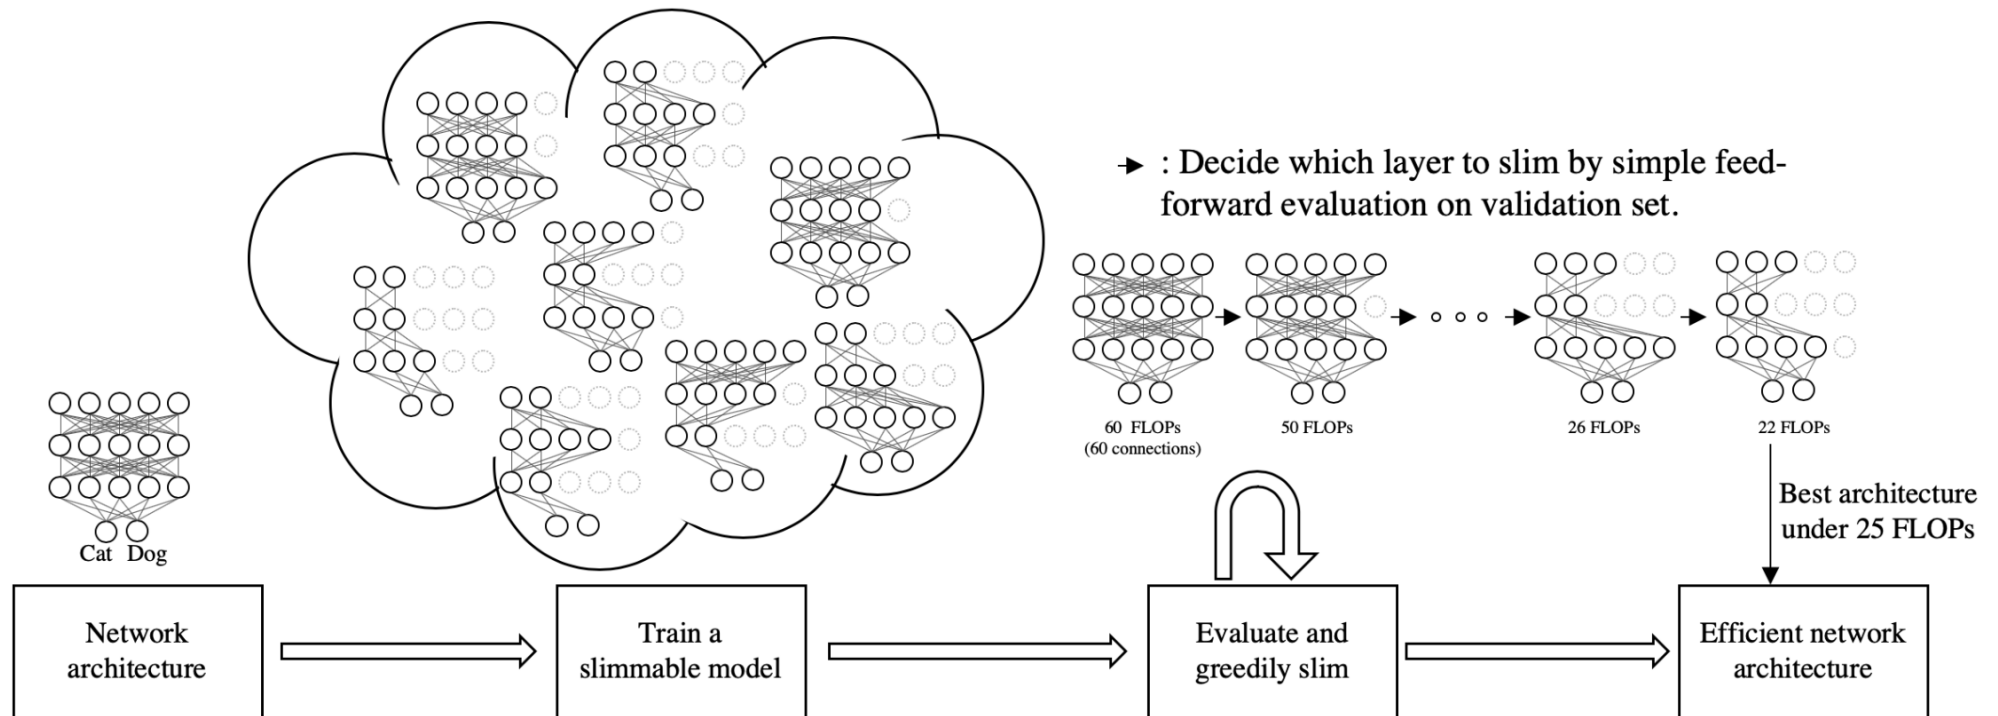 → : Decide which layer to slim by simple feed-
forward evaluation on validation set.
60 FLOPs
(60 connections)
50 FLOPs
26 FLOPs
22 FLOPs
Best architecture
under 25 FLOPs
Cat Dog
Network
architecture
Train a
slimmable model
Evaluate and
greedily slim
Efficient network
architecture